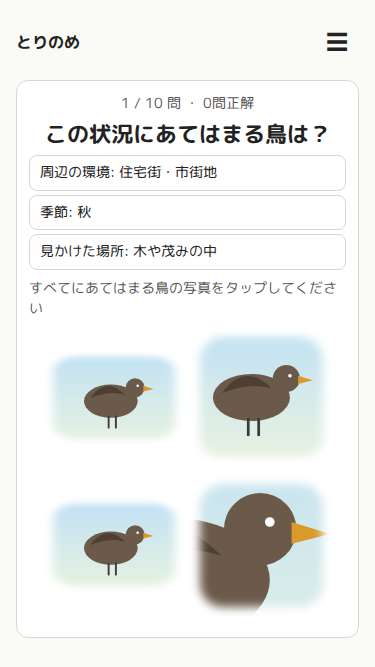 とりのめ
1 / 10 問 ・ 0問正解
この状況にあてはまる鳥は？
周辺の環境: 住宅街・市街地
季節: 秋
見かけた場所: 木や茂みの中
すべてにあてはまる鳥の写真をタップしてくださ
い